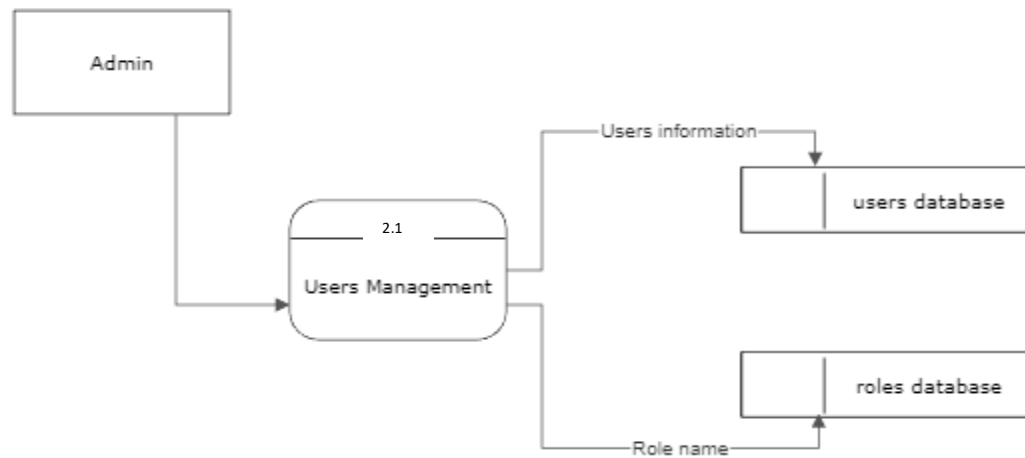 Admin
Users information
users database
2.1
Users Management
roles database
Role name